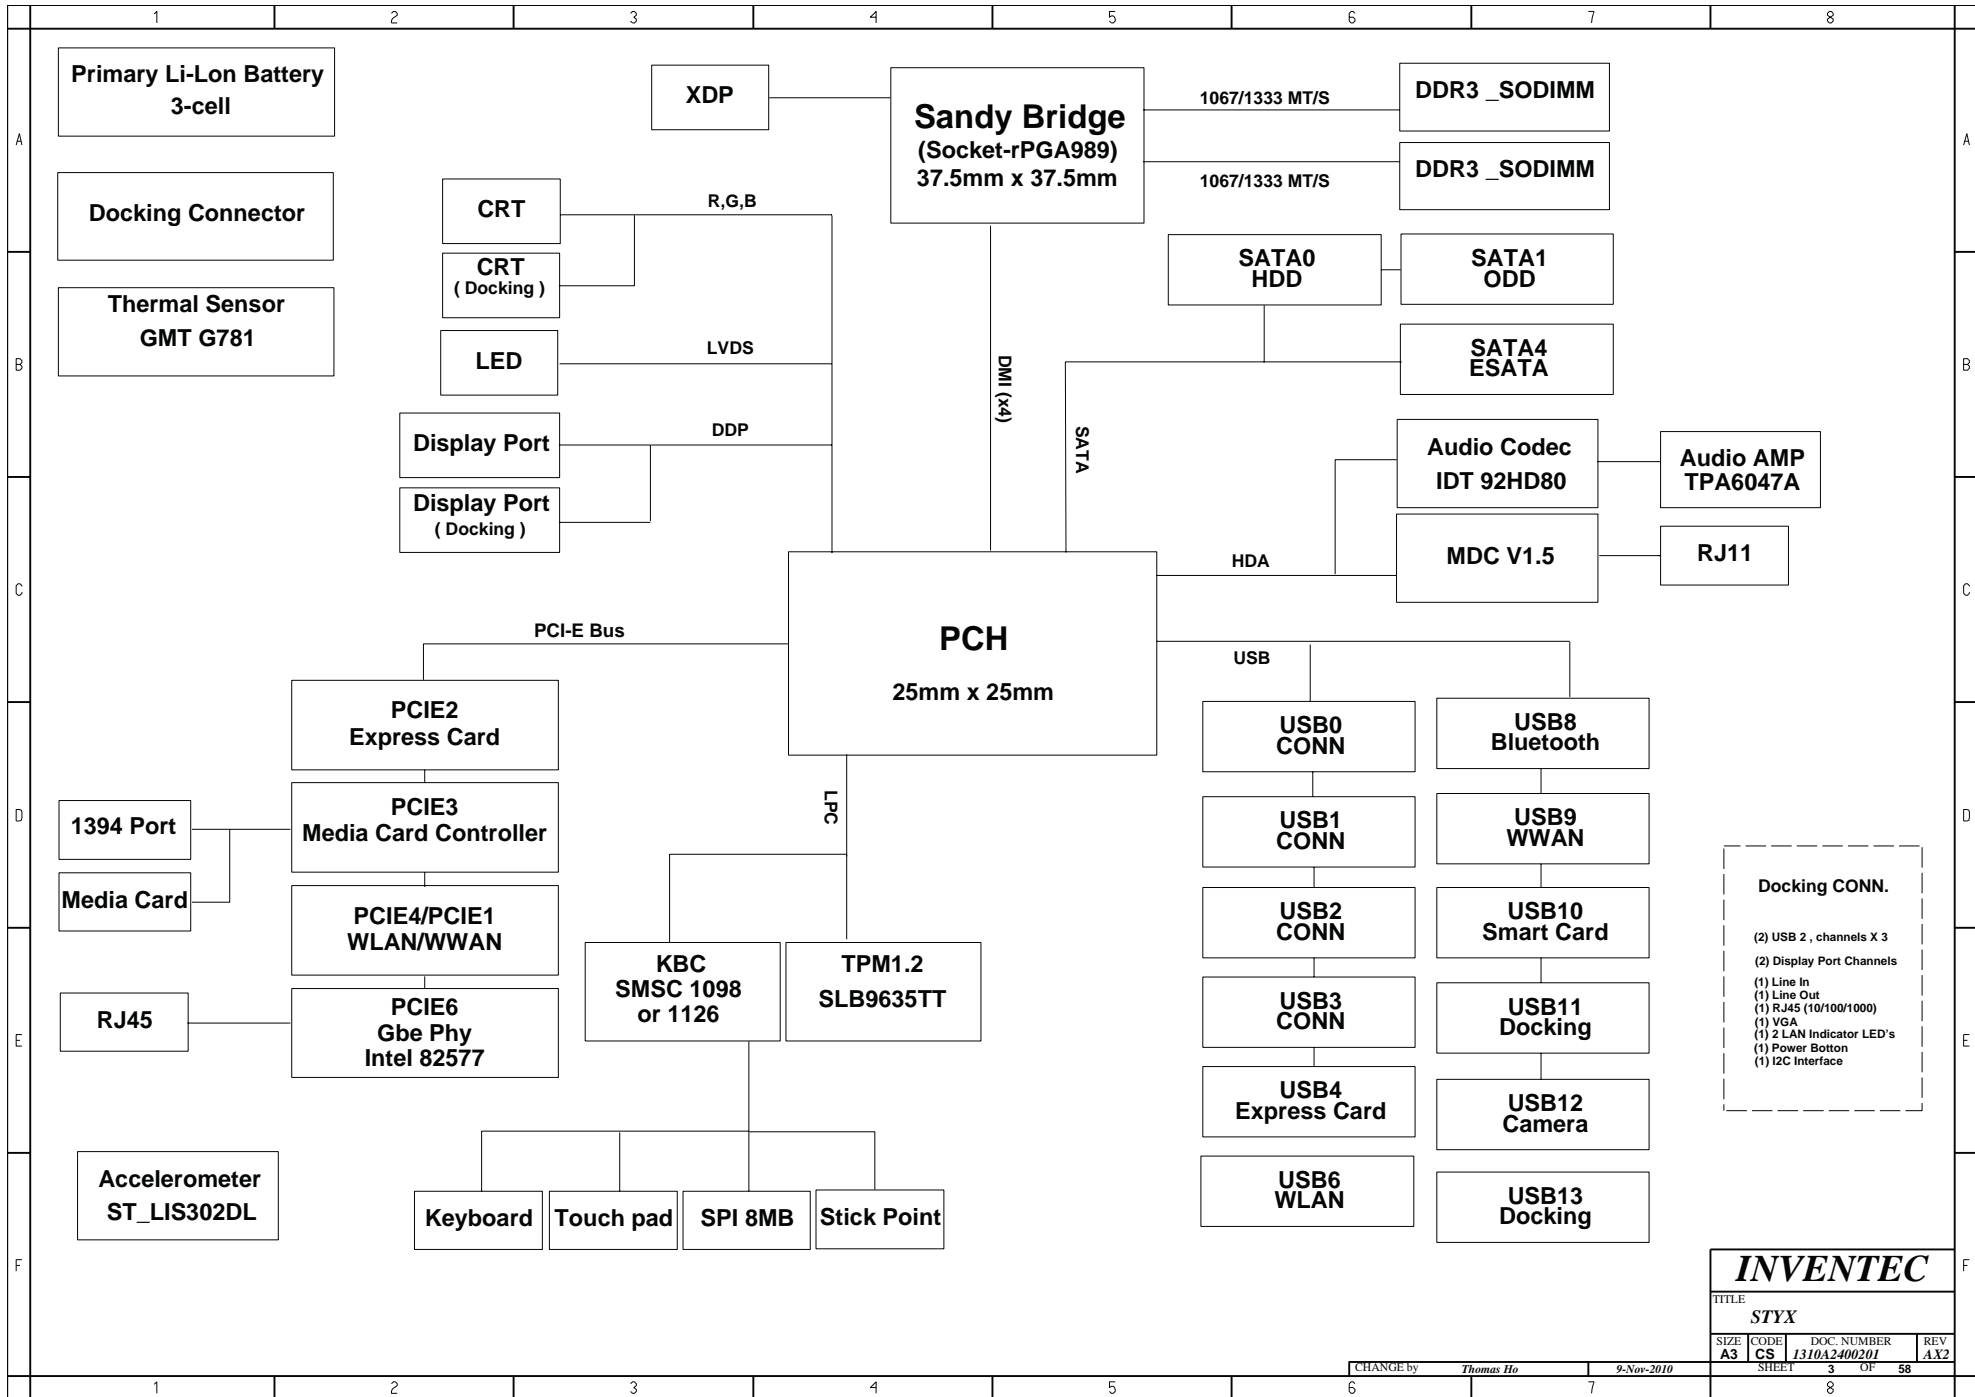 1 2 3 4 5 6 7 8
A A
B B
C C
D D
E E
F F
Primary Li-Lon Battery
3-cell
Docking Connector
Thermal Sensor
GMT G781
XDP
Sandy Bridge
(Socket-rPGA989)
37.5mm x 37.5mm
1067/1333 MT/S
DDR3 _SODIMM
1067/1333 MT/S
DDR3 _SODIMM
CRT
R,G,B
CRT
( Docking )
LED
LVDS
Display Port
DDP
Display Port
( Docking )
DMI (x4)
SATA
SATA0
HDD
SATA1
ODD
SATA4
ESATA
Audio Codec
IDT 92HD80
Audio AMP
TPA6047A
HDA
MDC V1.5
RJ11
PCH
25mm x 25mm
PCI-E Bus
USB
LPC
PCIE2
Express Card
PCIE3
Media Card Controller
1394 Port
Media Card
PCIE4/PCIE1
WLAN/WWAN
RJ45
PCIE6
Gbe Phy
Intel 82577
KBC
SMSC 1098
or 1126
TPM1.2
SLB9635TT
Accelerometer
ST_LIS302DL
Keyboard
Touch pad
SPI 8MB
Stick Point
USB0
CONN
USB1
CONN
USB2
CONN
USB3
CONN
USB4
Express Card
USB6
WLAN
USB8
Bluetooth
USB9
WWAN
USB10
Smart Card
USB11
Docking
USB12
Camera
USB13
Docking
Docking CONN.
(2) USB 2 , channels X 3
(2) Display Port Channels
(1) Line In
(1) Line Out
(1) RJ45 (10/100/1000)
(1) VGA
(1) 2 LAN Indicator LED's
(1) Power Botton
(1) I2C Interface
INVENTEC
TITLE
STYX
SIZE CODE DOC. NUMBER REV
A3 CS 1310A2400201 AX2
CHANGE by Thomas Ho 9-Nov-2010 SHEET 3 OF 58
1 2 3 4 5 6 7 8